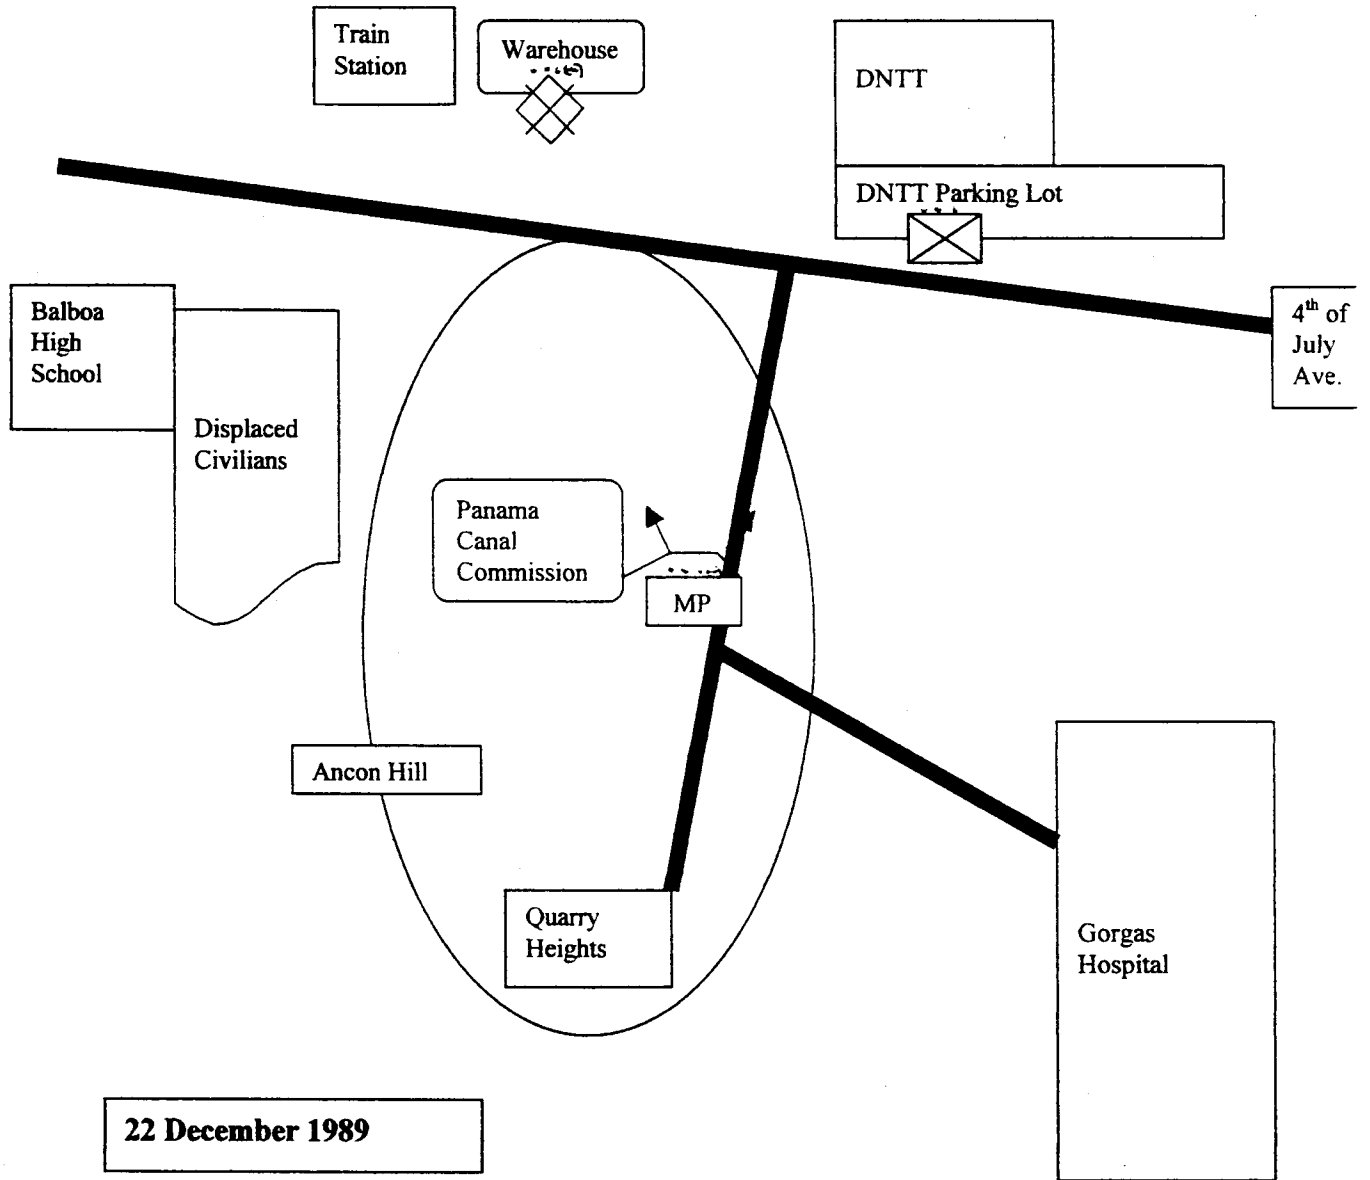 Train
Station
Warehouse
DNTT
DNTT Parking Lot
Balboa
High
School
Displaced
Civilians
4th of
July
Ave.
Panama
Canal
Commission
MP
Ancon Hill
Quarry
Heights
Gorgas
Hospital
22 December 1989